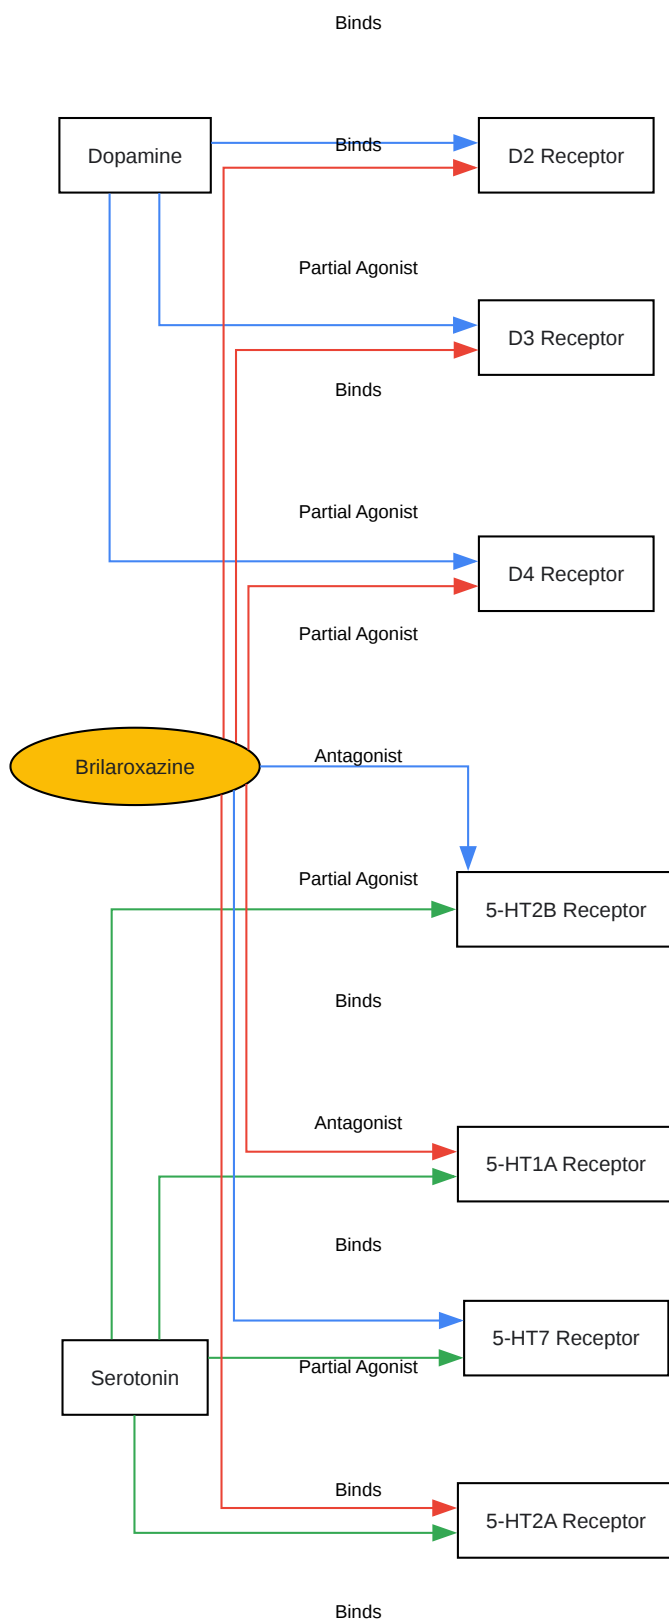 Binds
Dopamine
Binds
D2 Receptor
Partial Agonist
D3 Receptor
Binds
Partial Agonist
D4 Receptor
Partial Agonist
Brilaroxazine
Antagonist
Partial Agonist
5-HT2B Receptor
Binds
Antagonist
5-HT1A Receptor
Binds
5-HT7 Receptor
Partial Agonist
Serotonin
Binds
5-HT2A Receptor
Binds